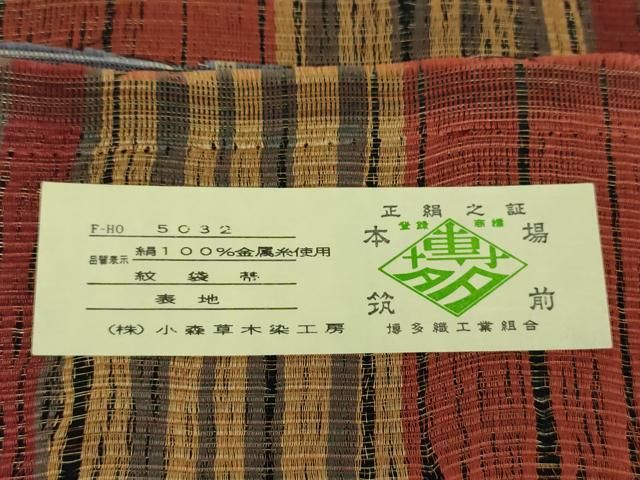 F-HO 5032
品質表示 絹100%金属糸使用
紋袋帯
表地
(株)小森草木染工房
正絹之証
登録 商標
本場
博多
筑前
博多織工業組合